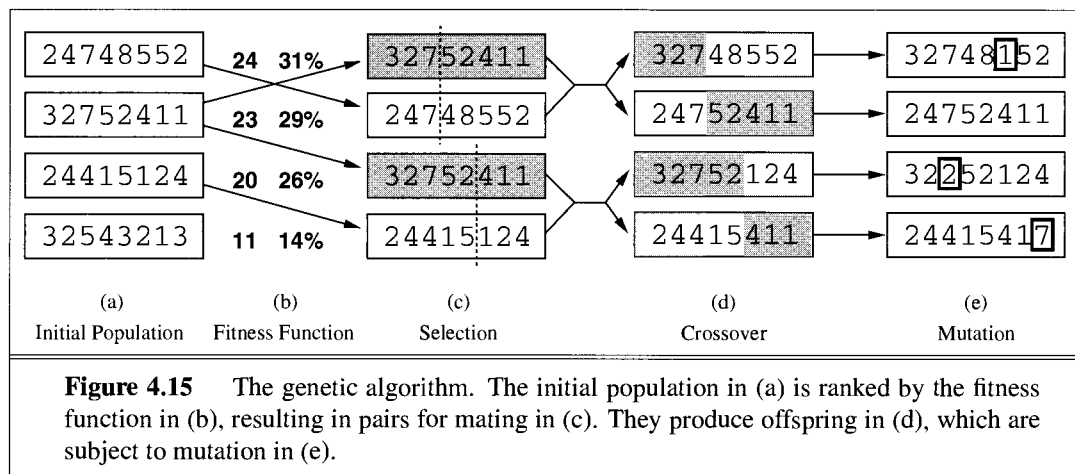 24748552 24 31% 32752411 32748552 32748152
32752411 23 29% 24748552 24752411 24752411
24415124 20 26% 32752411 32752124 32252124
32543213 11 14% 24415124 24415411 24415417
(a) (b) (c) (d) (e)
Initial Population Fitness Function Selection Crossover Mutation
Figure 4.15 The genetic algorithm. The initial population in (a) is ranked by the fitness
function in (b), resulting in pairs for mating in (c). They produce offspring in (d), which are
subject to mutation in (e).